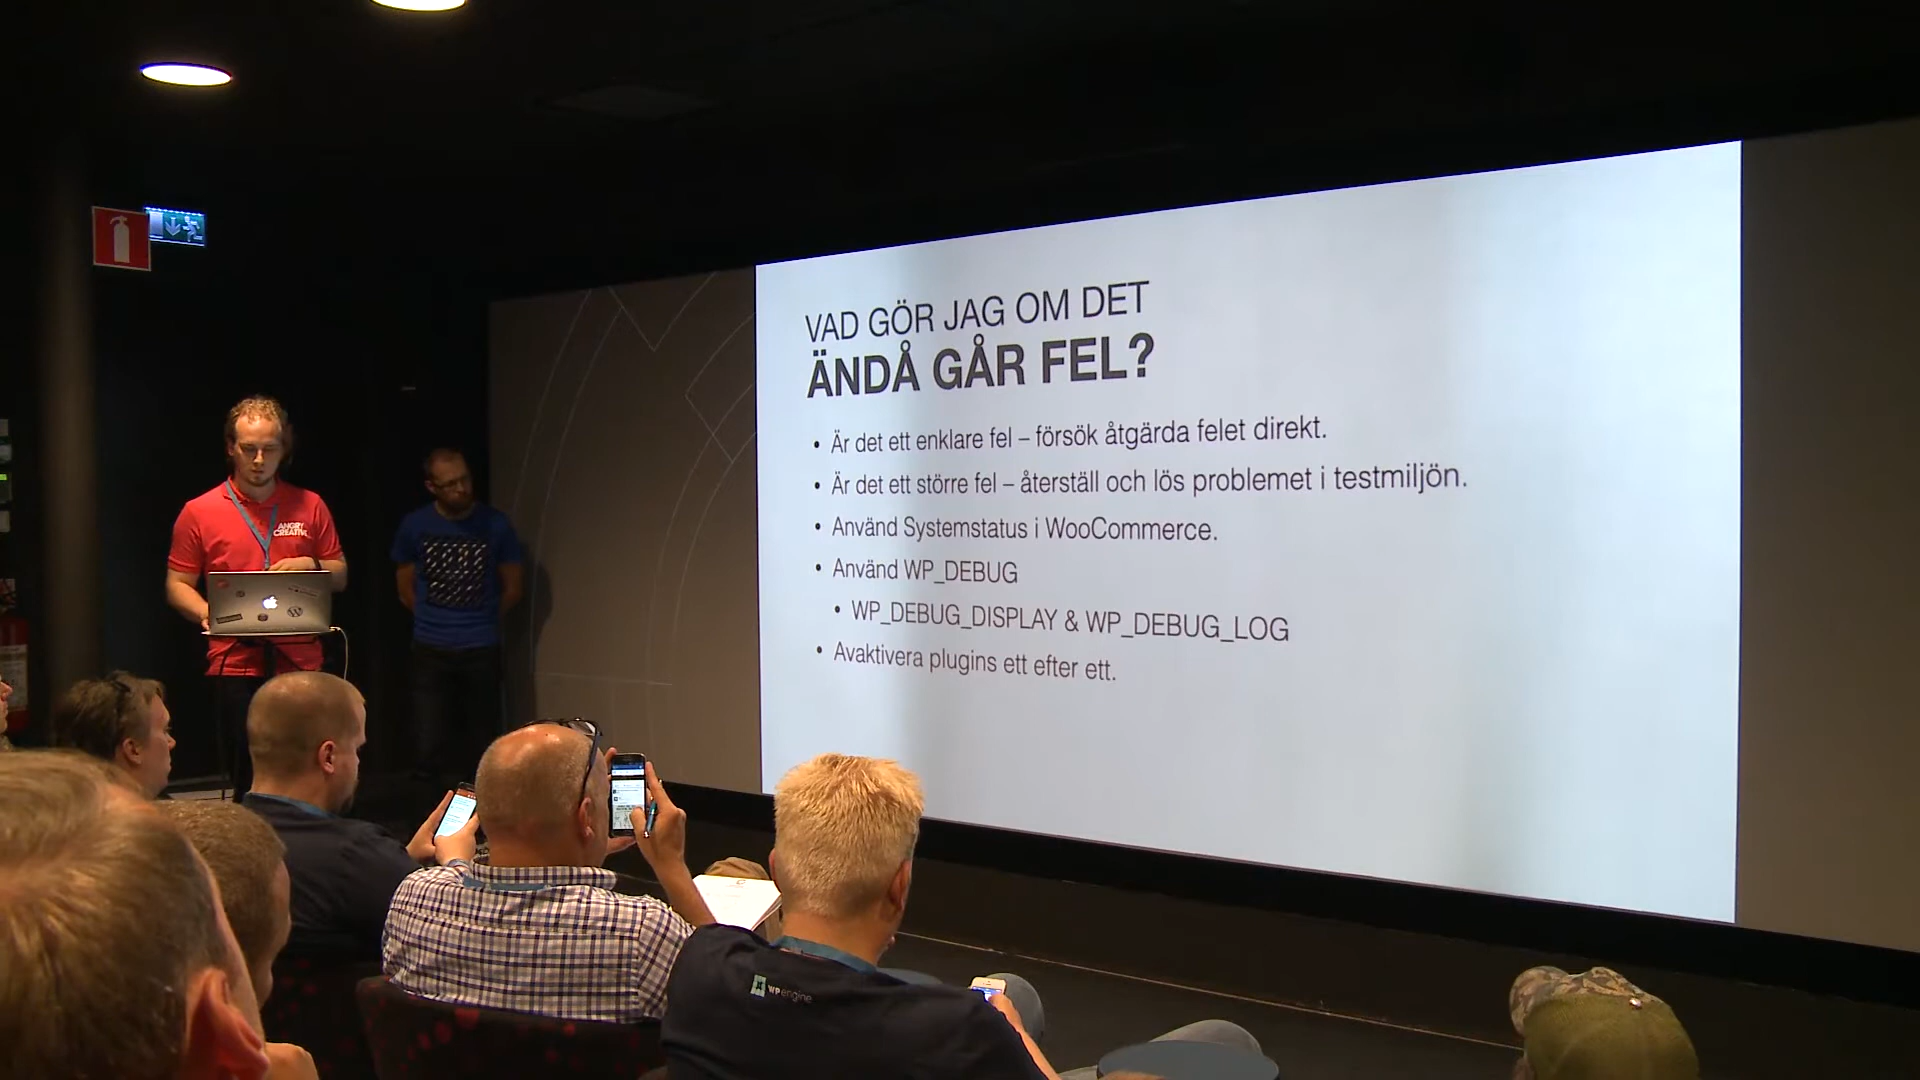 VAD GÖR JAG OM DET
ÄNDÅ GÅR FEL?
• Är det ett enklare fel – försök åtgärda felet direkt.
• Är det ett större fel – återställ och lös problemet i testmiljön.
• Använd Systemstatus i WooCommerce.
• Använd WP_DEBUG
• WP_DEBUG_DISPLAY & WP_DEBUG_LOG
• Avaktivera plugins ett efter ett.
ANGRY
CREATIVE
WPengine